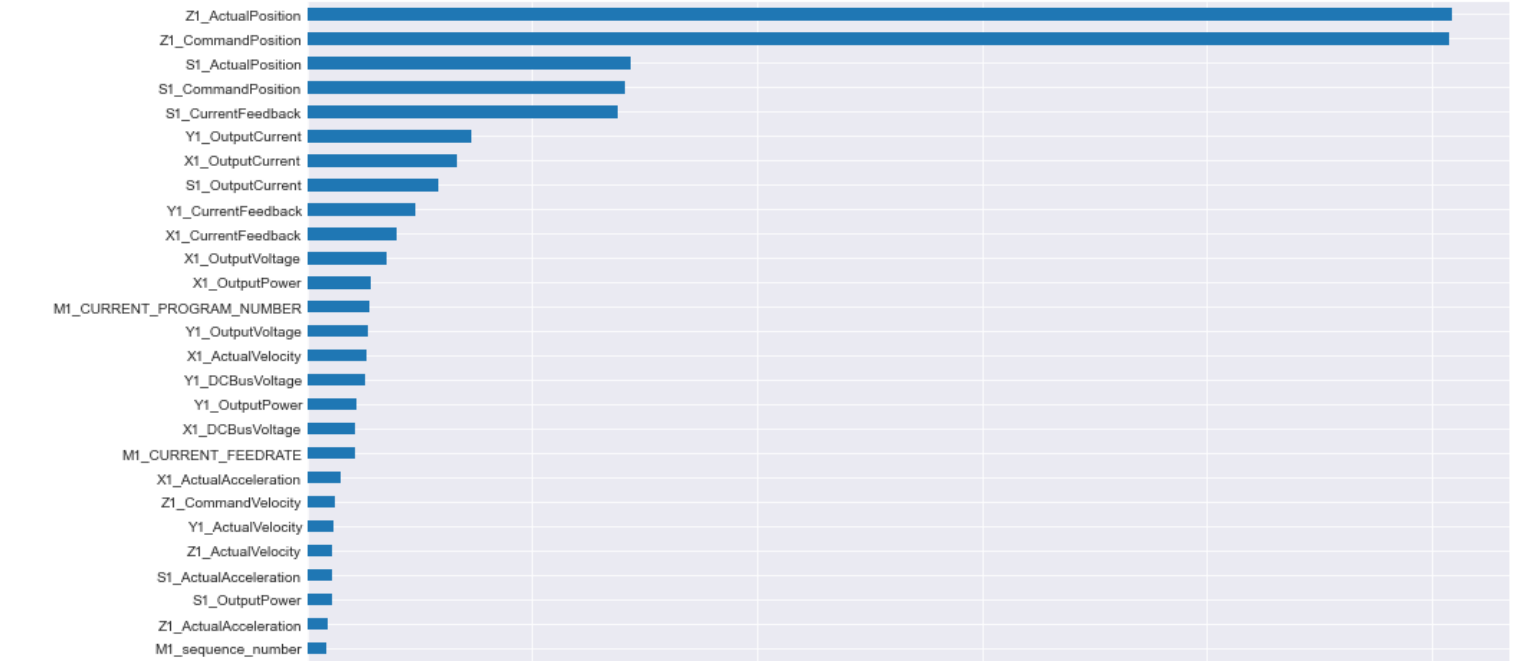 Z1_ActualPosition
Z1_CommandPosition
S1_ActualPosition
S1_CommandPosition
S1_CurrentFeedback
Y1_OutputCurrent
X1_OutputCurrent
S1_OutputCurrent
Y1_CurrentFeedback
X1_CurrentFeedback
X1_OutputVoltage
X1_OutputPower
M1_CURRENT_PROGRAM_NUMBER
Y1_OutputVoltage
X1_ActualVelocity
Y1_DCBusVoltage
Y1_OutputPower
X1_DCBusVoltage
M1_CURRENT_FEEDRATE
X1_ActualAcceleration
Z1_CommandVelocity
Y1_ActualVelocity
Z1_ActualVelocity
S1_ActualAcceleration
S1_OutputPower
Z1_ActualAcceleration
M1_sequence_number